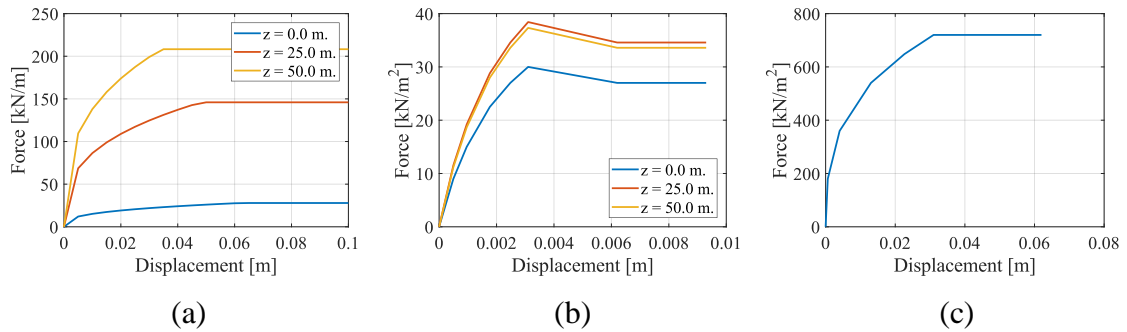 Force [kN/m]
250
200
150
100
50
0
z = 0.0 m.
z = 25.0 m.
z = 50.0 m.
0 0.02 0.04 0.06 0.08 0.1
Displacement [m]
(a)
Force [kN/m²]
40
30
20
10
0
z = 0.0 m.
z = 25.0 m.
z = 50.0 m.
0 0.002 0.004 0.006 0.008 0.01
Displacement [m]
(b)
Force [kN/m²]
800
600
400
200
0
0 0.02 0.04 0.06 0.08
Displacement [m]
(c)